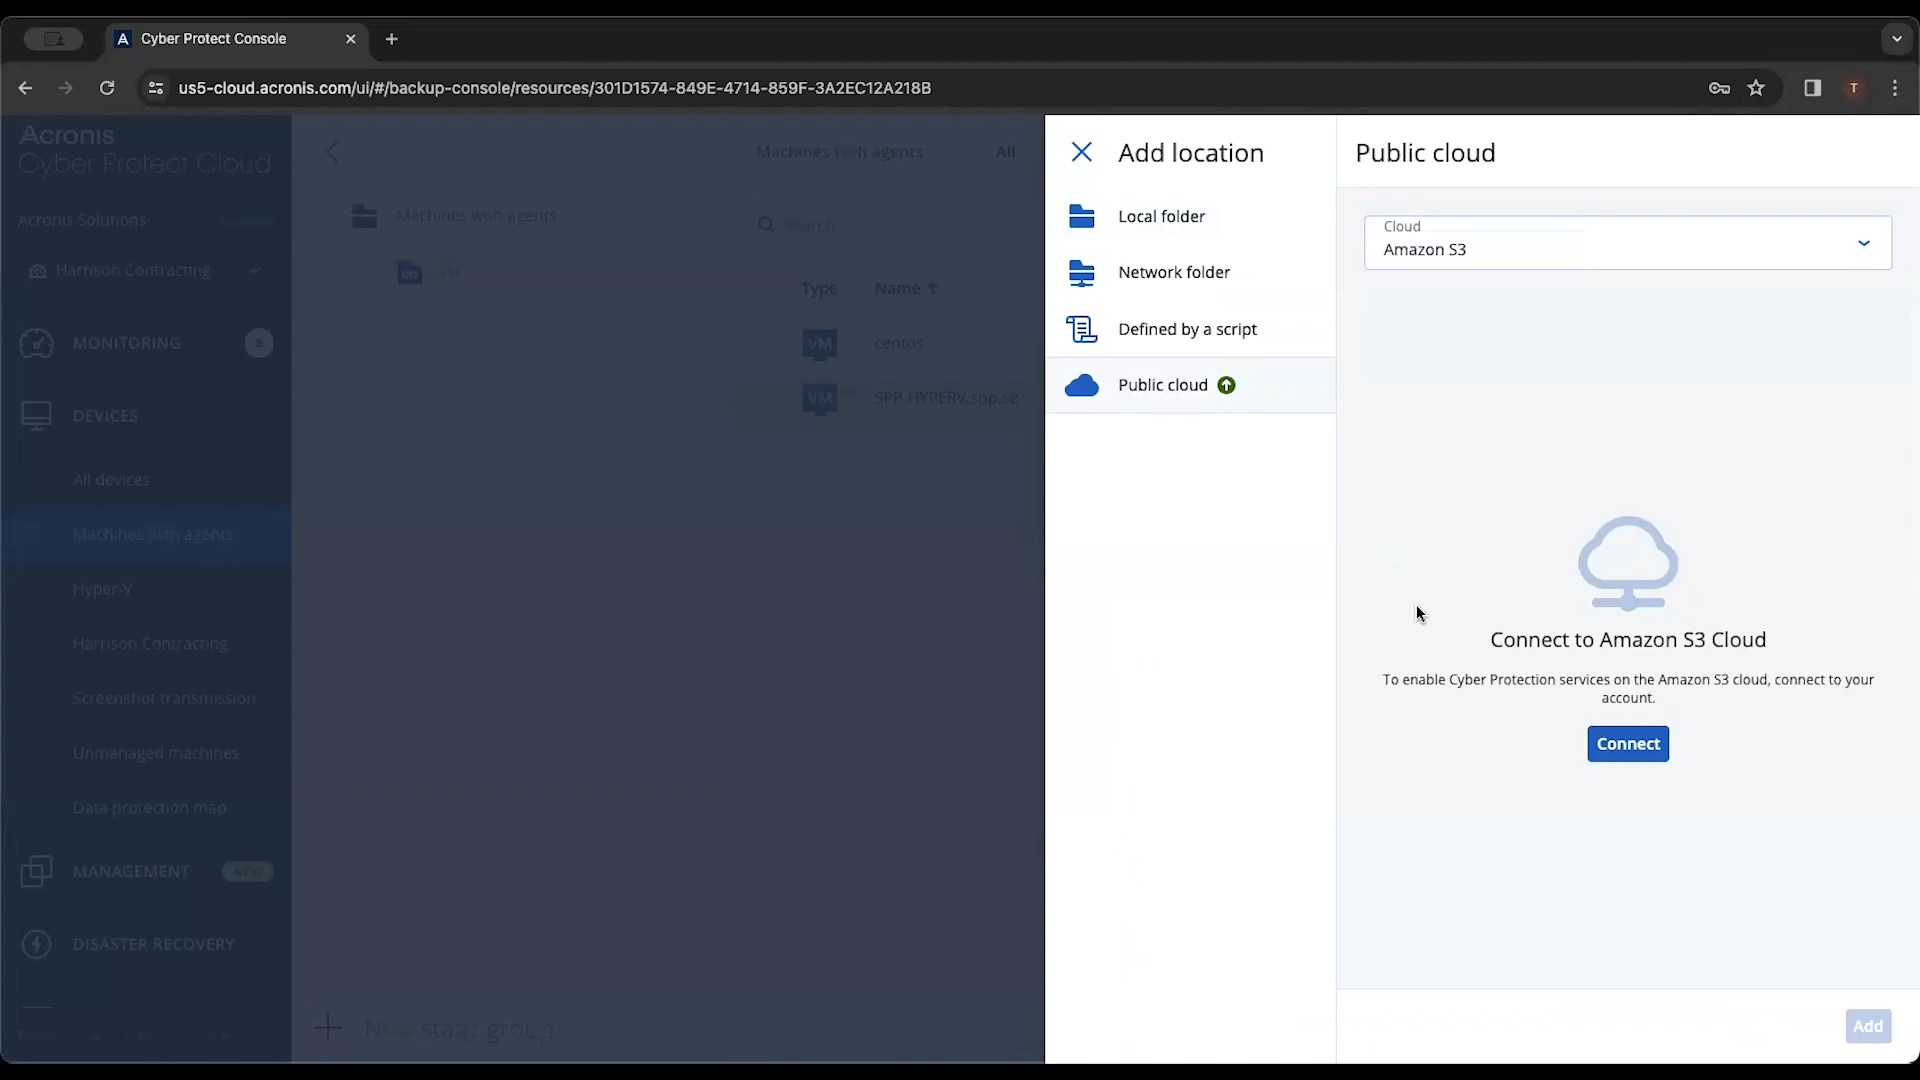 Cyber Protect Console
us5-cloud.acronis.com/ui/#/backup-console/resources/301D1574-849E-4714-859F-3A2EC12A218B
T
Acronis
Cyber Protect Cloud
Acronis Solutions
Harrison Contracting
MONITORING
8
DEVICES
All devices
Machines with agents
Hyper-V
Harrison Contracting
Screenshot transmission
Unmanaged machines
Data protection map
MANAGEMENT
NEW
DISASTER RECOVERY
Machines with agents
All
Machines with agents
Search
All
Type
Name
VM
centos
VM
SPP-HYPERV.spp.se
New static group
Add location
Local folder
Network folder
Defined by a script
Public cloud
Public cloud
Cloud
Amazon S3
Connect to Amazon S3 Cloud
To enable Cyber Protection services on the Amazon S3 cloud, connect to your
account.
Connect
Add